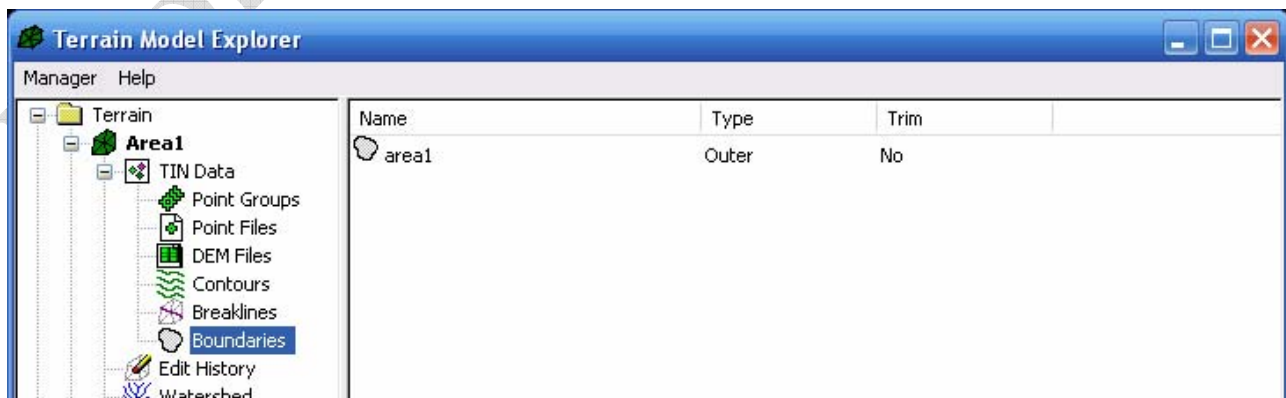 Terrain Model Explorer
Manager Help
Terrain
Area1
TIN Data
Point Groups
Point Files
DEM Files
Contours
Breaklines
Boundaries
Edit History
Watershed
Name Type Trim
area1 Outer No